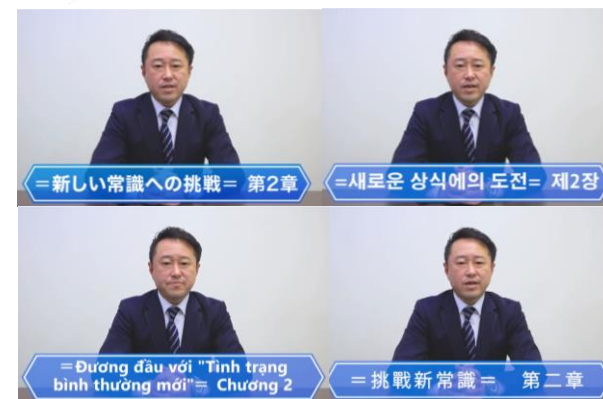 =新しい常識への挑戦= 第2章
=새로운 상식에의 도전= 제2장
=Đương đầu với "Tình trạng
bình thường mới"= Chương 2
=挑戰新常識= 第二章